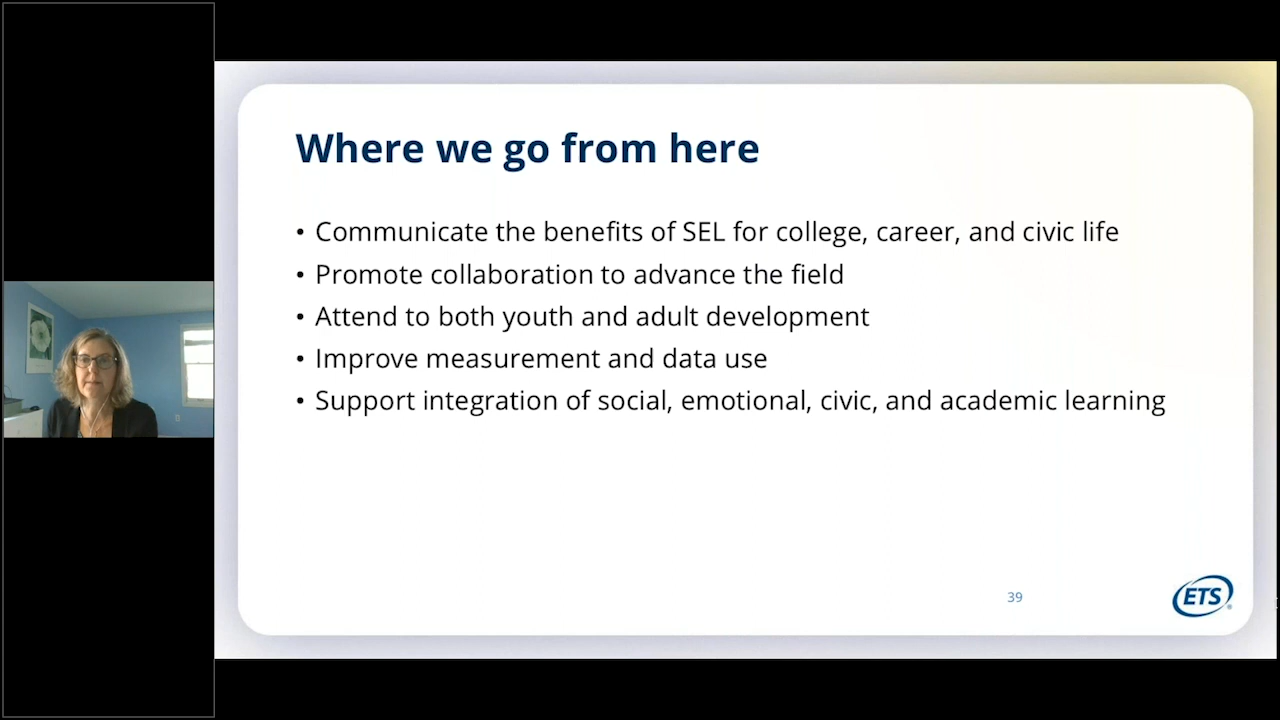 Where we go from here
• Communicate the benefits of SEL for college, career, and civic life
• Promote collaboration to advance the field
• Attend to both youth and adult development
• Improve measurement and data use
• Support integration of social, emotional, civic, and academic learning
39
ETS®